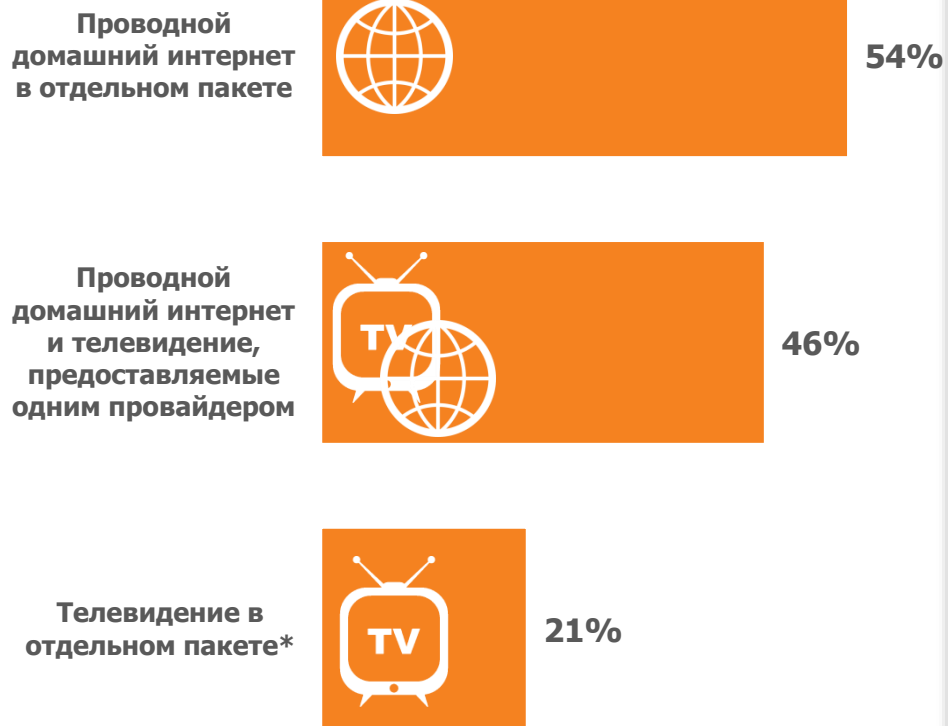 Проводной
домашний интернет
в отдельном пакете
54%
Проводной
домашний интернет
и телевидение,
предоставляемые
одним провайдером
TV
46%
Телевидение в
отдельном пакете*
TV
21%